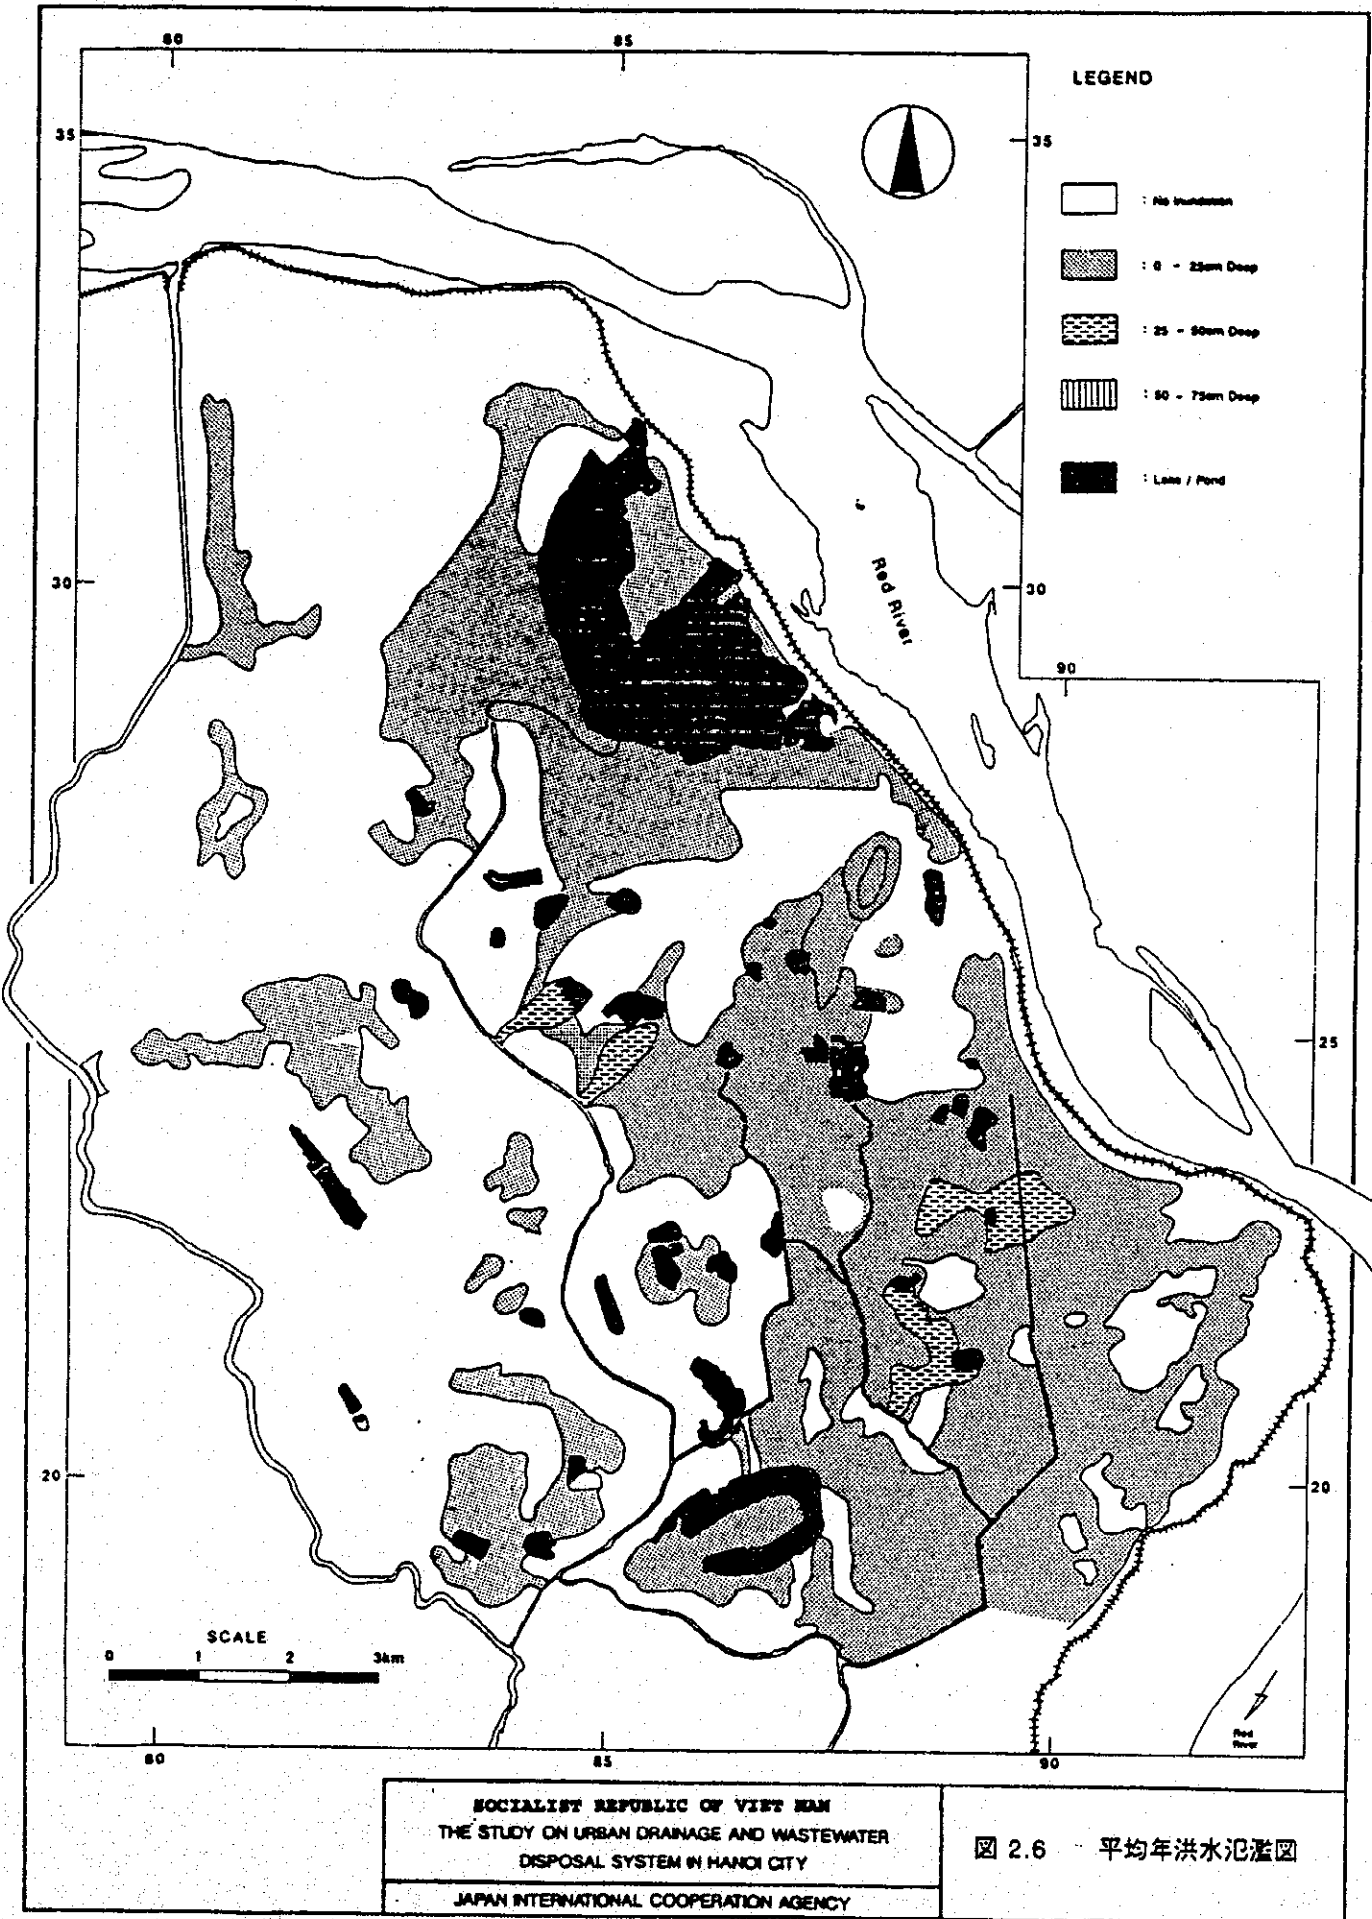 80
85
LEGEND
35
35
: No Inundation
: 0 - 25cm Deep
: 25 - 50cm Deep
: 50 - 75cm Deep
: Lake / Pond
30
30
Red River
90
25
20
20
SCALE
0 1 2 3km
Red
River
80
85
90
SOCIALIST REPUBLIC OF VIET NAM
THE STUDY ON URBAN DRAINAGE AND WASTEWATER
DISPOSAL SYSTEM IN HANOI CITY
JAPAN INTERNATIONAL COOPERATION AGENCY
図 2.6 平均年洪水氾濫図